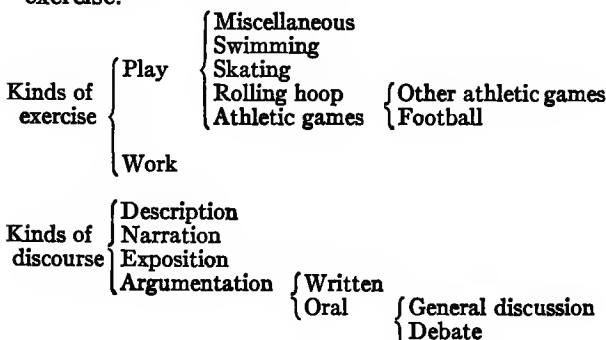 exercise.
Miscellaneous
Swimming
Play Skating
Kinds of Rolling hoop Other athletic games
exercise Athletic games Football
Work
Description
Kinds of Narration
discourse Exposition
Argumentation Written
Oral General discussion
Debate